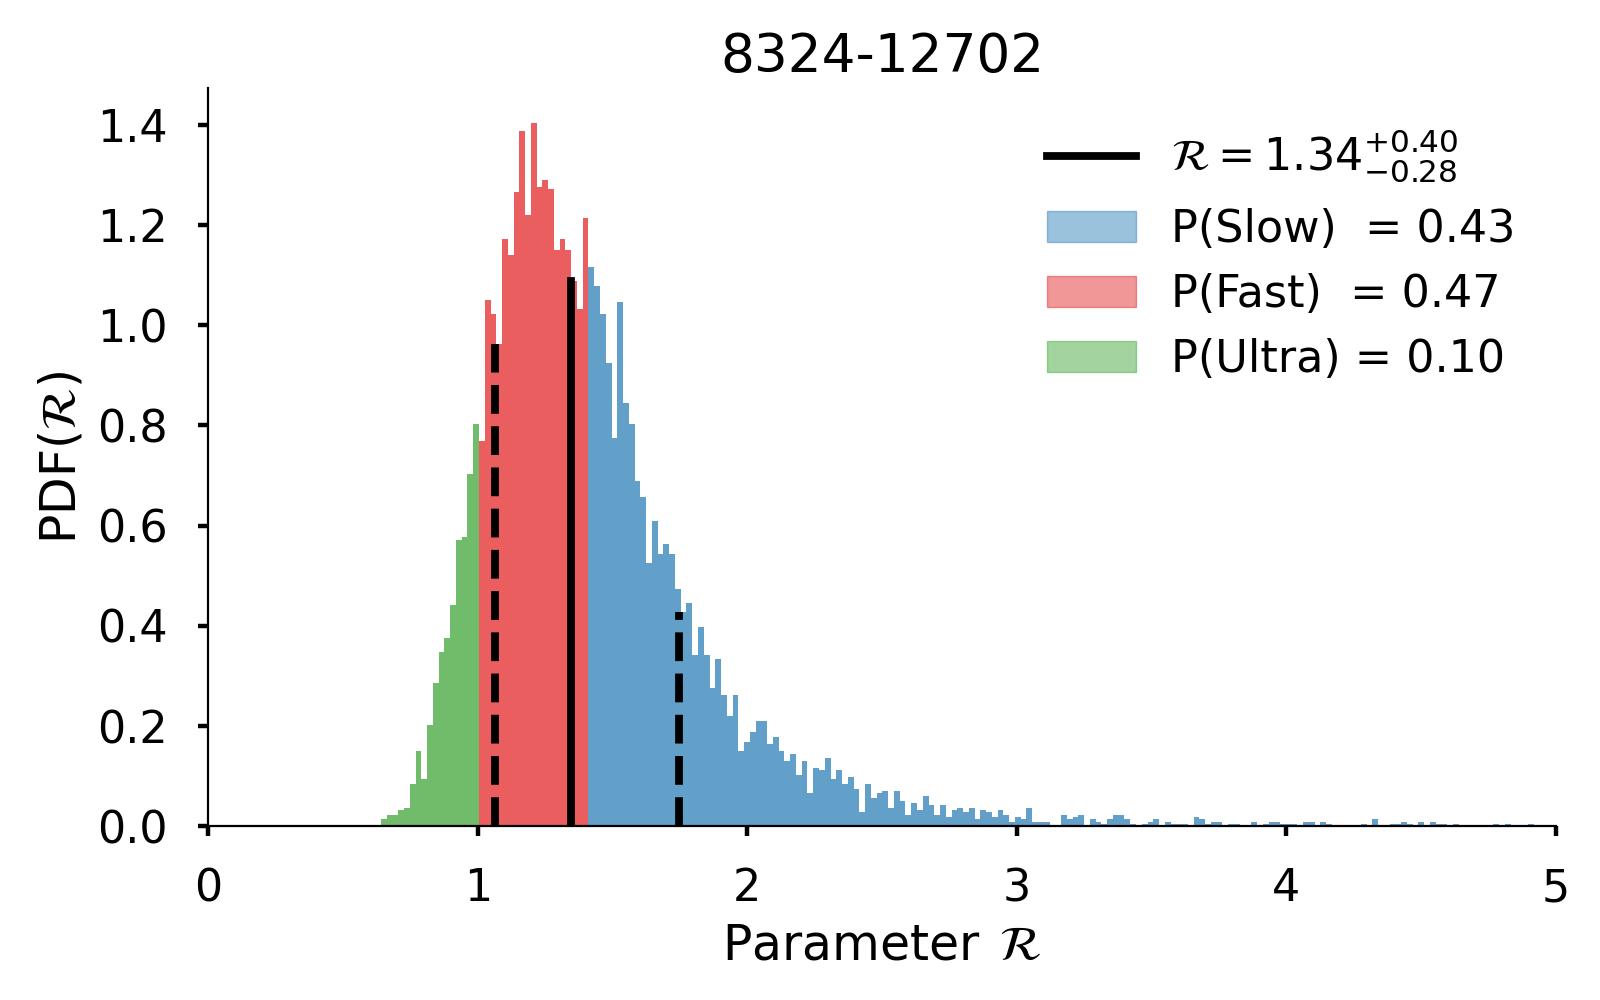 8324-12702
ℛ = 1.34^{+0.40}_{-0.28}
P(Slow) = 0.43
P(Fast) = 0.47
P(Ultra) = 0.10
PDF(ℛ)
1.4
1.2
1.0
0.8
0.6
0.4
0.2
0.0
0 1 2 3 4 5
Parameter ℛ